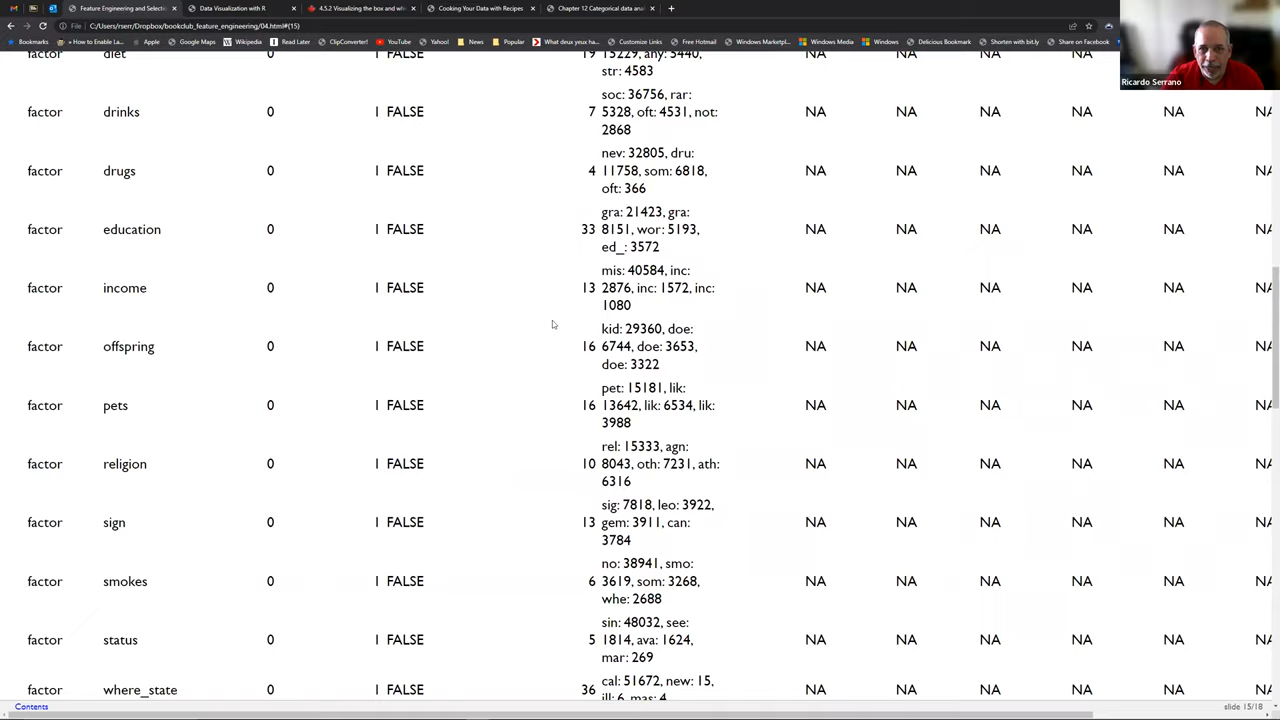 Feature Engineering and Selecti
Data Visualization with R
4.5.2 Visualizing the box and wh
Cooking Your Data with Recipes
Chapter 12 Categorical data anal
File
C:/Users/rserr/Dropbox/bookclub_feature_engineering/04.html#(15)
Bookmarks
+ How to Enable La...
Apple
Google Maps
Wikipedia
Read Later
ClipConverter!
YouTube
Yahoo!
News
Popular
What deux yeux ha...
Customize Links
Free Hotmail
Windows Marketpl...
Windows Media
Windows
Delicious Bookmark
Shorten with bit.ly
Share on Facebook
Ricardo Serrano
factor diet 0 1 FALSE 19 15229, any: 5440,
str: 4583
soc: 36756, rar:
factor drinks 0 1 FALSE 7 5328, oft: 4531, not: NA NA NA NA NA NA
2868
nev: 32805, dru:
factor drugs 0 1 FALSE 4 11758, som: 6818, NA NA NA NA NA NA
oft: 366
gra: 21423, gra:
factor education 0 1 FALSE 33 8151, wor: 5193, NA NA NA NA NA NA
ed_: 3572
mis: 40584, inc:
factor income 0 1 FALSE 13 2876, inc: 1572, inc: NA NA NA NA NA NA
1080
kid: 29360, doe:
factor offspring 0 1 FALSE 16 6744, doe: 3653, NA NA NA NA NA NA
doe: 3322
pet: 15181, lik:
factor pets 0 1 FALSE 16 13642, lik: 6534, lik: NA NA NA NA NA NA
3988
rel: 15333, agn:
factor religion 0 1 FALSE 10 8043, oth: 7231, ath: NA NA NA NA NA NA
6316
sig: 7818, leo: 3922,
factor sign 0 1 FALSE 13 gem: 3911, can: NA NA NA NA NA NA
3784
no: 38941, smo:
factor smokes 0 1 FALSE 6 3619, som: 3268, NA NA NA NA NA NA
whe: 2688
sin: 48032, see:
factor status 0 1 FALSE 5 1814, ava: 1624, NA NA NA NA NA NA
mar: 269
cal: 51672, new: 15,
factor where_state 0 1 FALSE 36 ill: 6, mas: 4 NA NA NA NA NA NA
Contents
slide 15/18